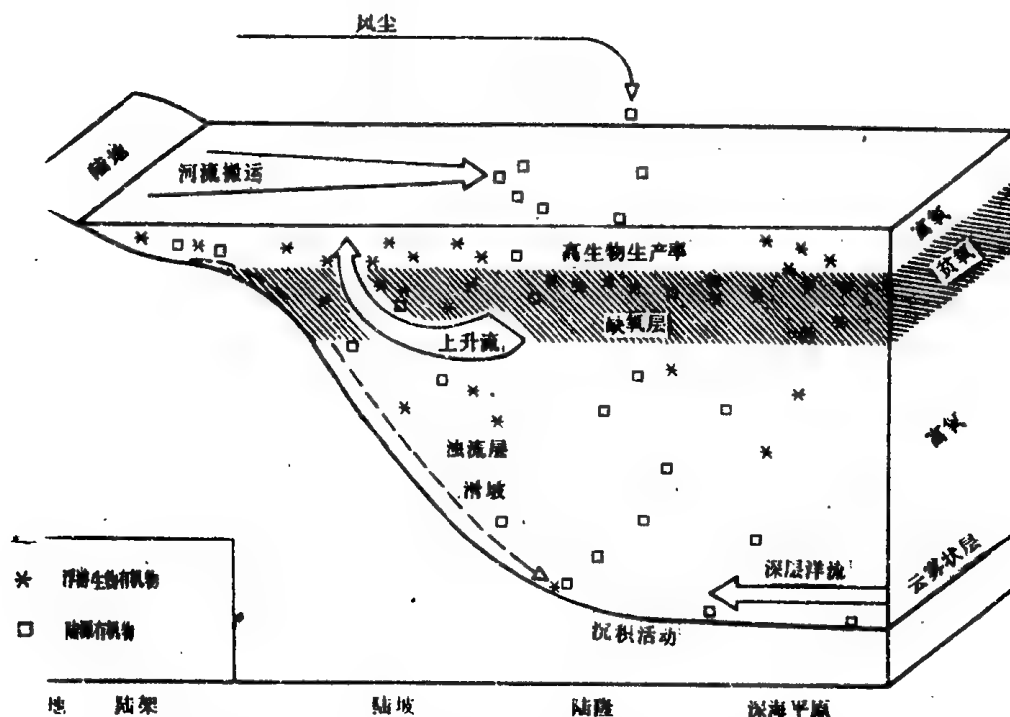 风尘
陆地
河流搬运
富氧
高生物生产率
贫氧
缺氧层
上升流
富氧
浊流层
滑坡
云雾状层
深层洋流
浮游生物有机物
陆源有机物
沉积活动
地 陆架 陆坡 陆隆 深海平原